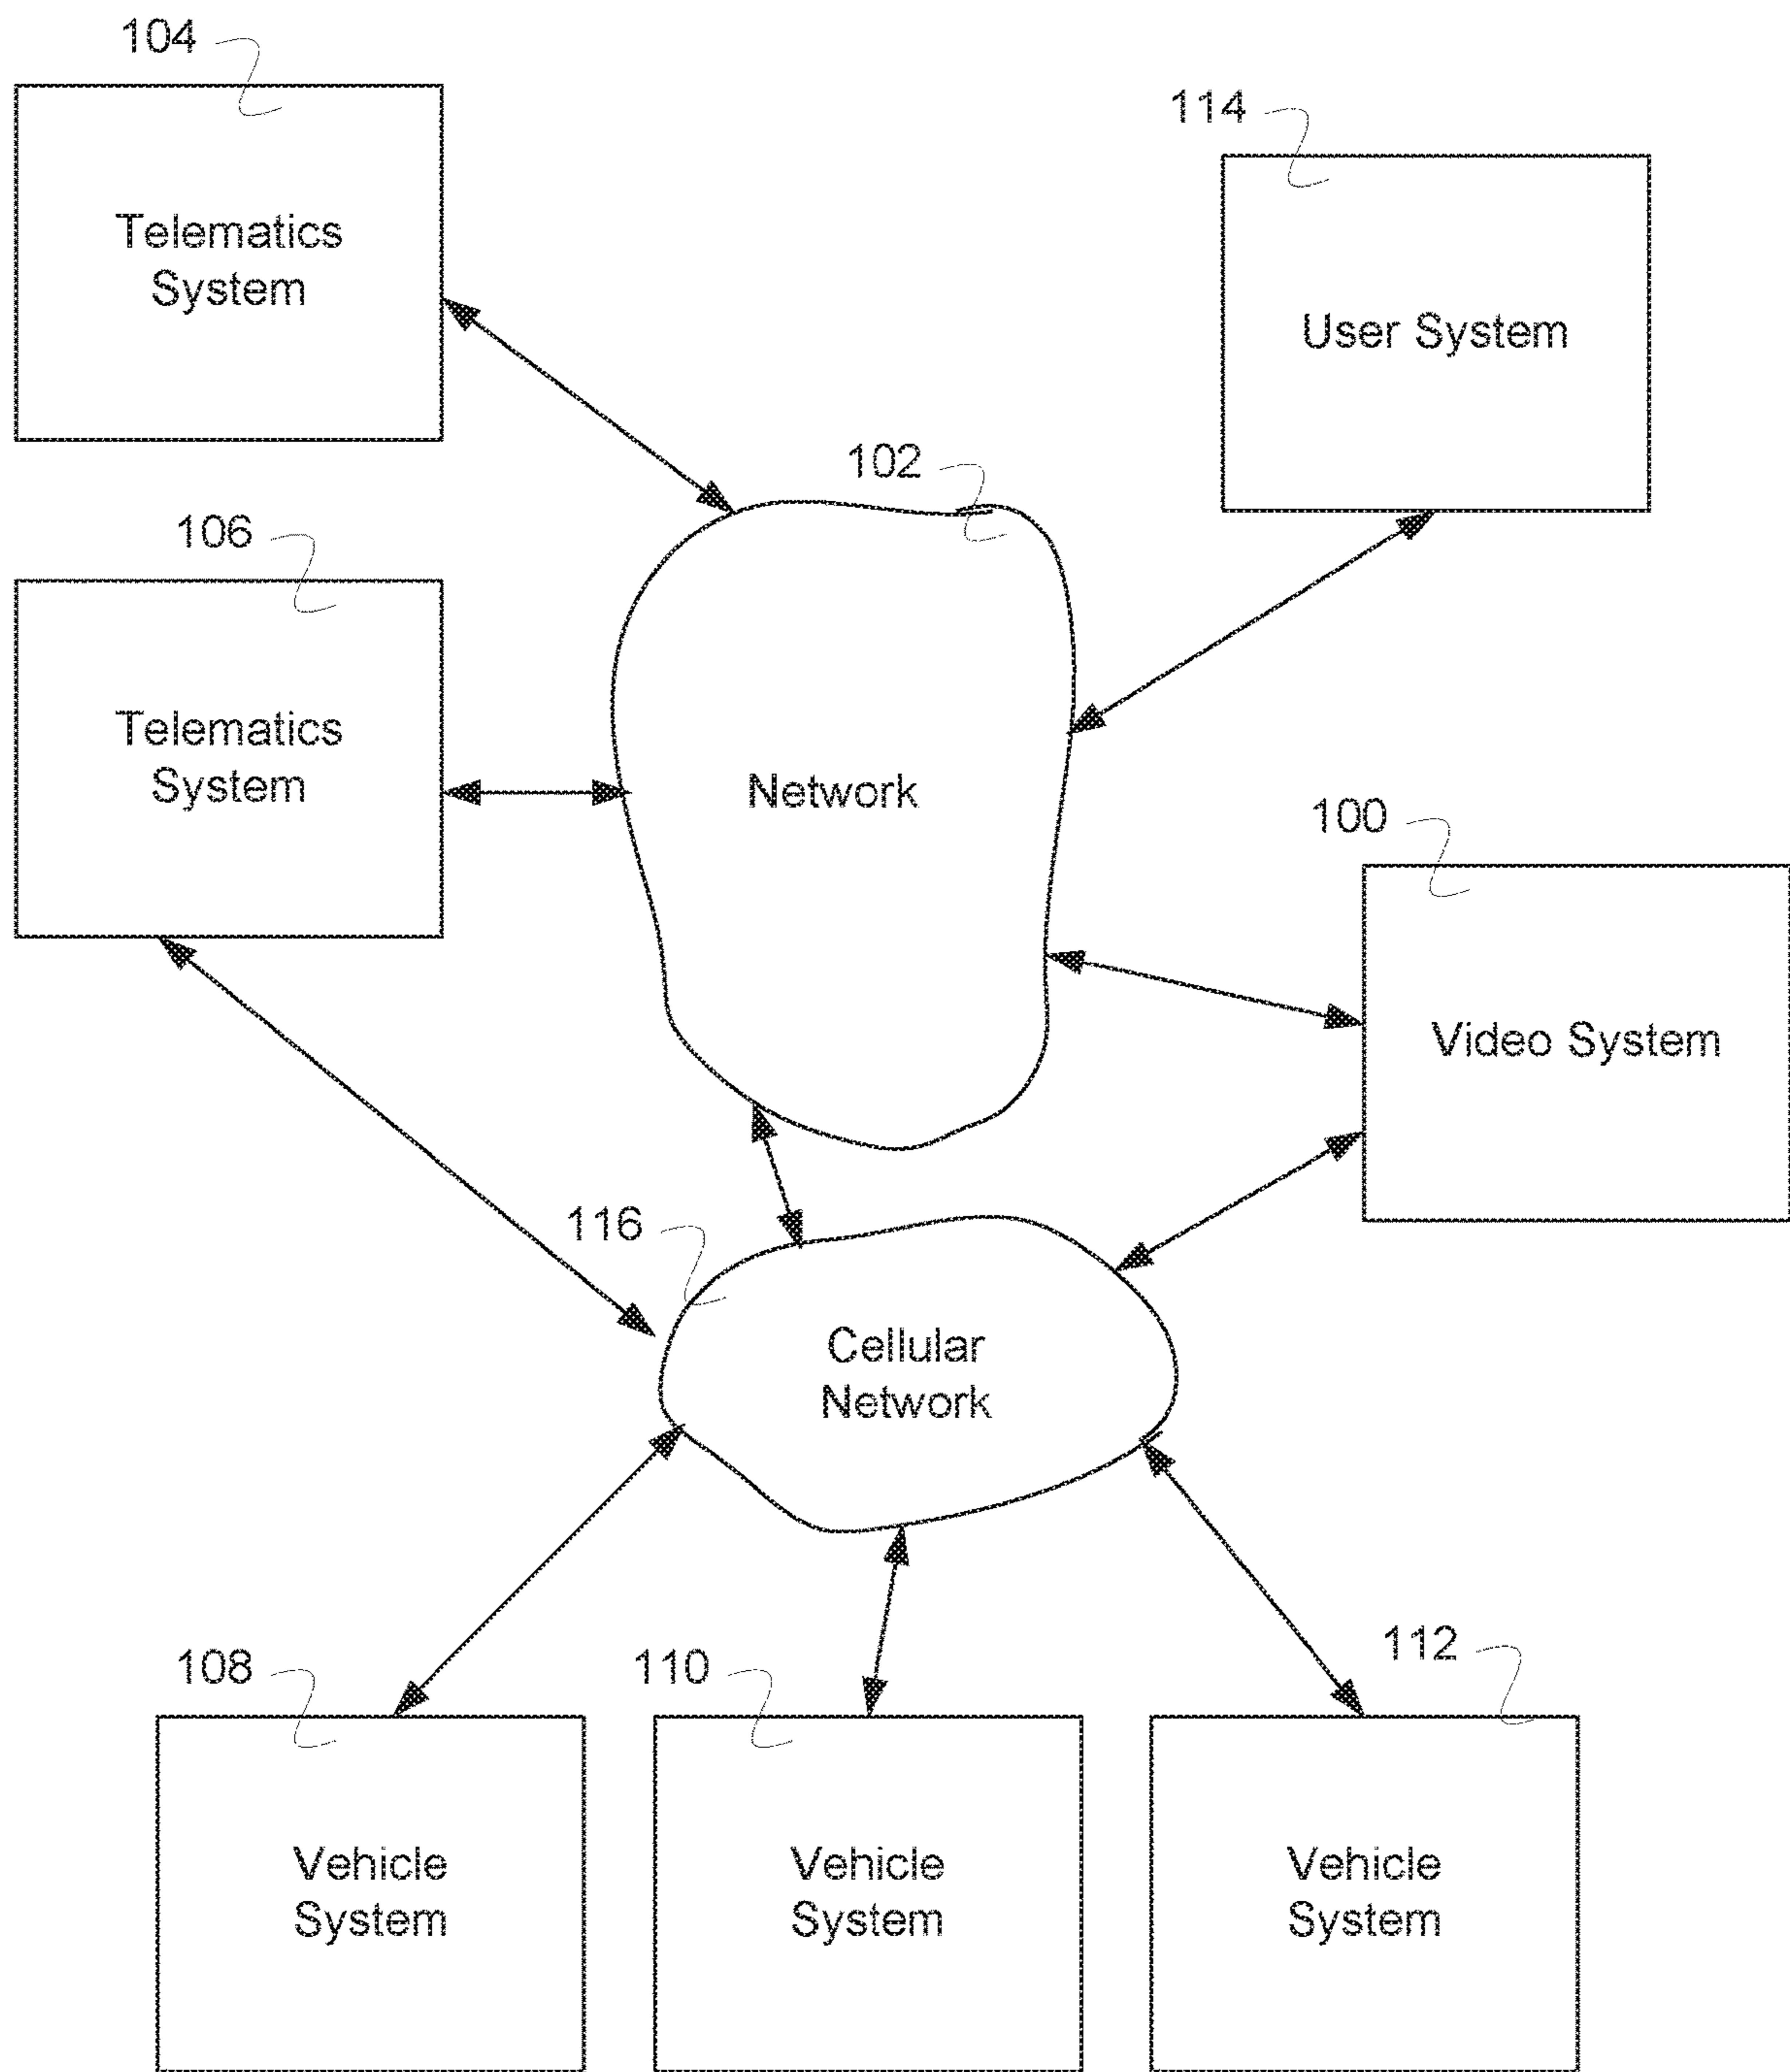 104
Telematics
System
114
User System
102
106
Telematics
System
Network
100
Video System
116
Cellular
Network
108
Vehicle
System
110
Vehicle
System
112
Vehicle
System